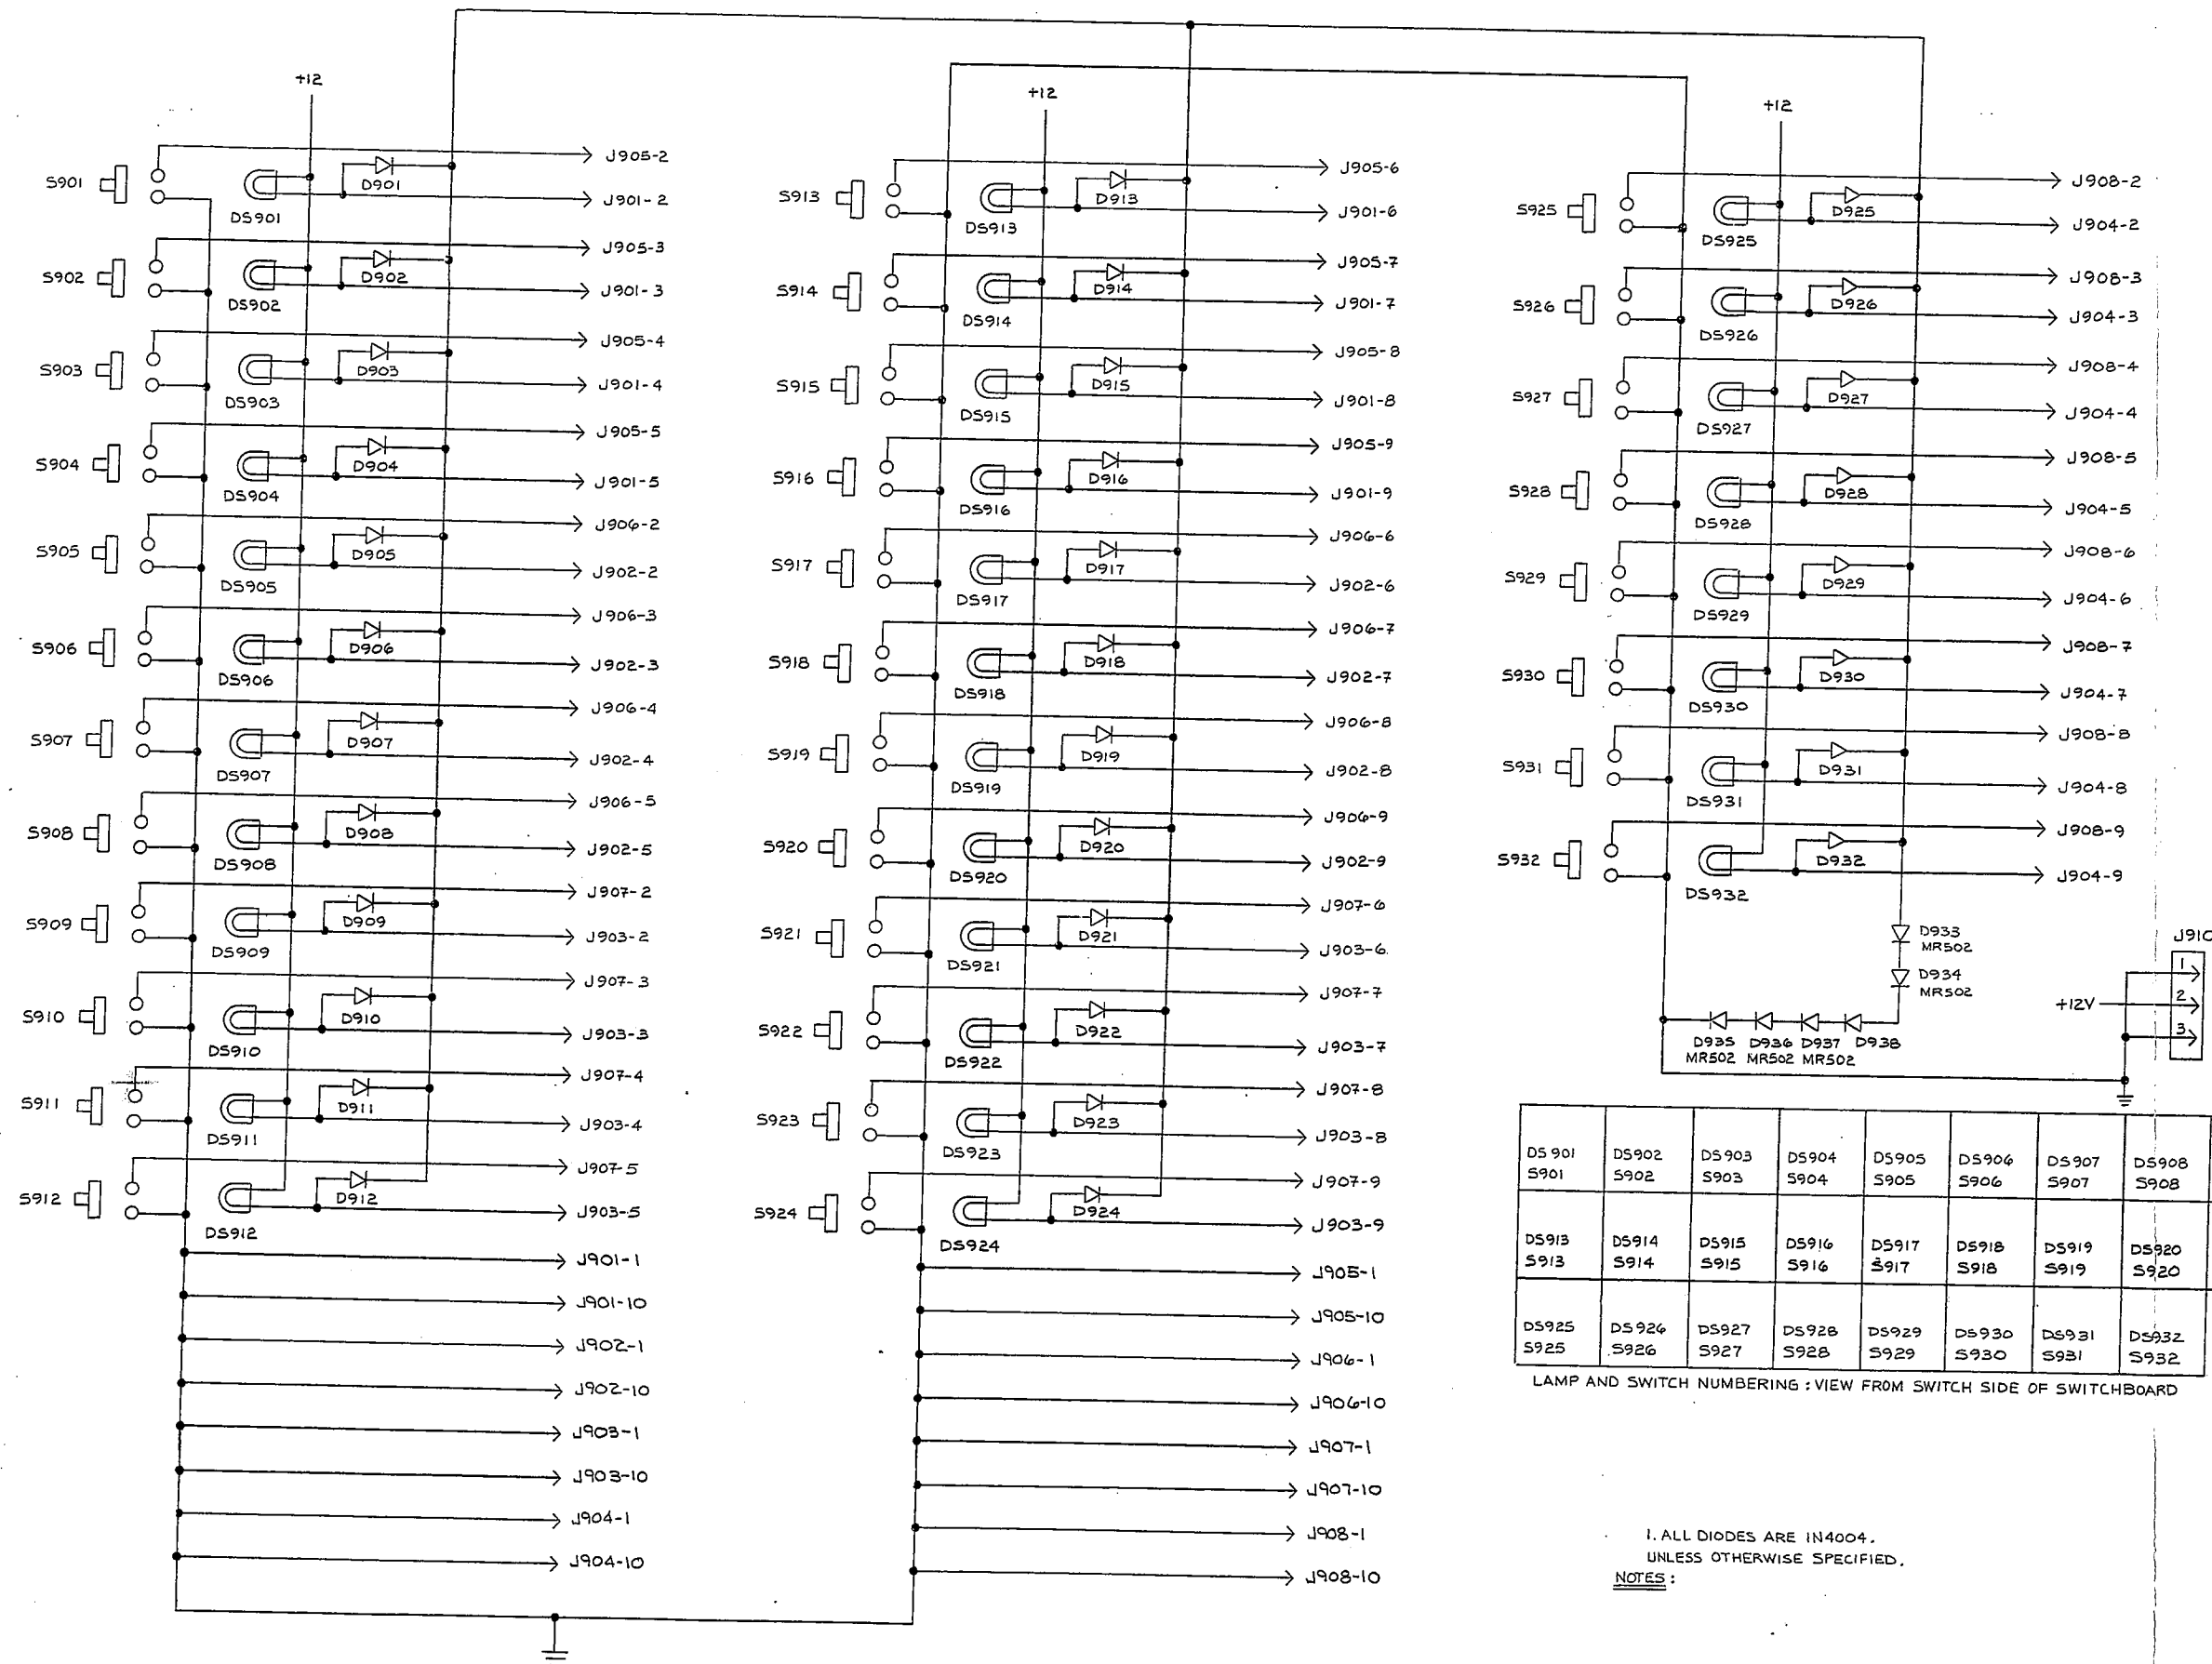 +12
S901
DS901
D901
J905-2
J901-2
S902
DS902
D902
J905-3
J901-3
S903
DS903
D903
J905-4
J901-4
S904
DS904
D904
J905-5
J901-5
S905
DS905
D905
J906-2
J902-2
S906
DS906
D906
J906-3
J902-3
S907
DS907
D907
J906-4
J902-4
S908
DS908
D908
J906-5
J902-5
S909
DS909
D909
J907-2
J903-2
S910
DS910
D910
J907-3
J903-3
S911
DS911
D911
J907-4
J903-4
S912
DS912
D912
J907-5
J903-5
J901-1
J901-10
J902-1
J902-10
J903-1
J903-10
J904-1
J904-10
+12
S913
DS913
D913
J905-6
J901-6
S914
DS914
D914
J905-7
J901-7
S915
DS915
D915
J905-8
J901-8
S916
DS916
D916
J905-9
J901-9
S917
DS917
D917
J906-6
J902-6
S918
DS918
D918
J906-7
J902-7
S919
DS919
D919
J906-8
J902-8
S920
DS920
D920
J906-9
J902-9
S921
DS921
D921
J907-6
J903-6
S922
DS922
D922
J907-7
J903-7
S923
DS923
D923
J907-8
J903-8
S924
DS924
D924
J907-9
J903-9
J905-1
J905-10
J906-1
J906-10
J907-1
J907-10
J908-1
J908-10
+12
S925
DS925
D925
J908-2
J904-2
S926
DS926
D926
J908-3
J904-3
S927
DS927
D927
J908-4
J904-4
S928
DS928
D928
J908-5
J904-5
S929
DS929
D929
J908-6
J904-6
S930
DS930
D930
J908-7
J904-7
S931
DS931
D931
J908-8
J904-8
S932
DS932
D932
J908-9
J904-9
D933
MR502
D934
MR502
D935 D936 D937 D938
MR502 MR502 MR502
J910
1
+12V 2
3
DS901 DS902 DS903 DS904 DS905 DS906 DS907 DS908
S901 S902 S903 S904 S905 S906 S907 S908
DS913 DS914 DS915 DS916 DS917 DS918 DS919 DS920
S913 S914 S915 S916 S917 S918 S919 S920
DS925 DS926 DS927 DS928 DS929 DS930 DS931 DS932
S925 S926 S927 S928 S929 S930 S931 S932
LAMP AND SWITCH NUMBERING : VIEW FROM SWITCH SIDE OF SWITCHBOARD
1. ALL DIODES ARE IN4004.
UNLESS OTHERWISE SPECIFIED.
NOTES: